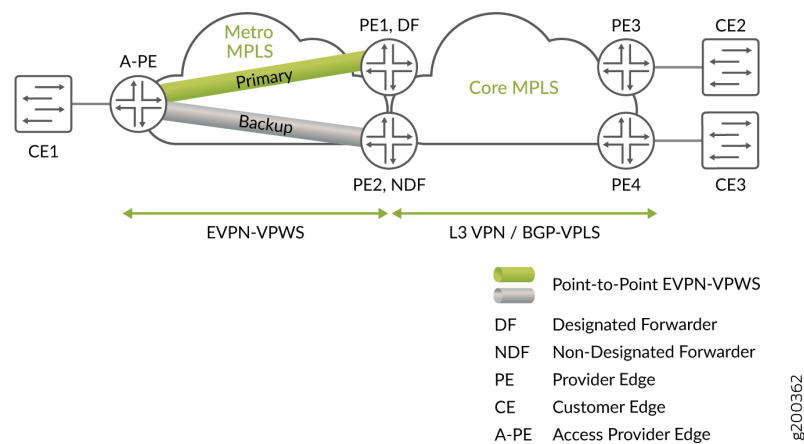 Metro
MPLS
PE1, DF
PE3
CE2
A-PE
Primary
Core MPLS
Backup
CE1
PE2, NDF
PE4
CE3
EVPN-VPWS
L3 VPN / BGP-VPLS
Point-to-Point EVPN-VPWS
DF Designated Forwarder
NDF Non-Designated Forwarder
PE Provider Edge
CE Customer Edge
A-PE Access Provider Edge
g200362